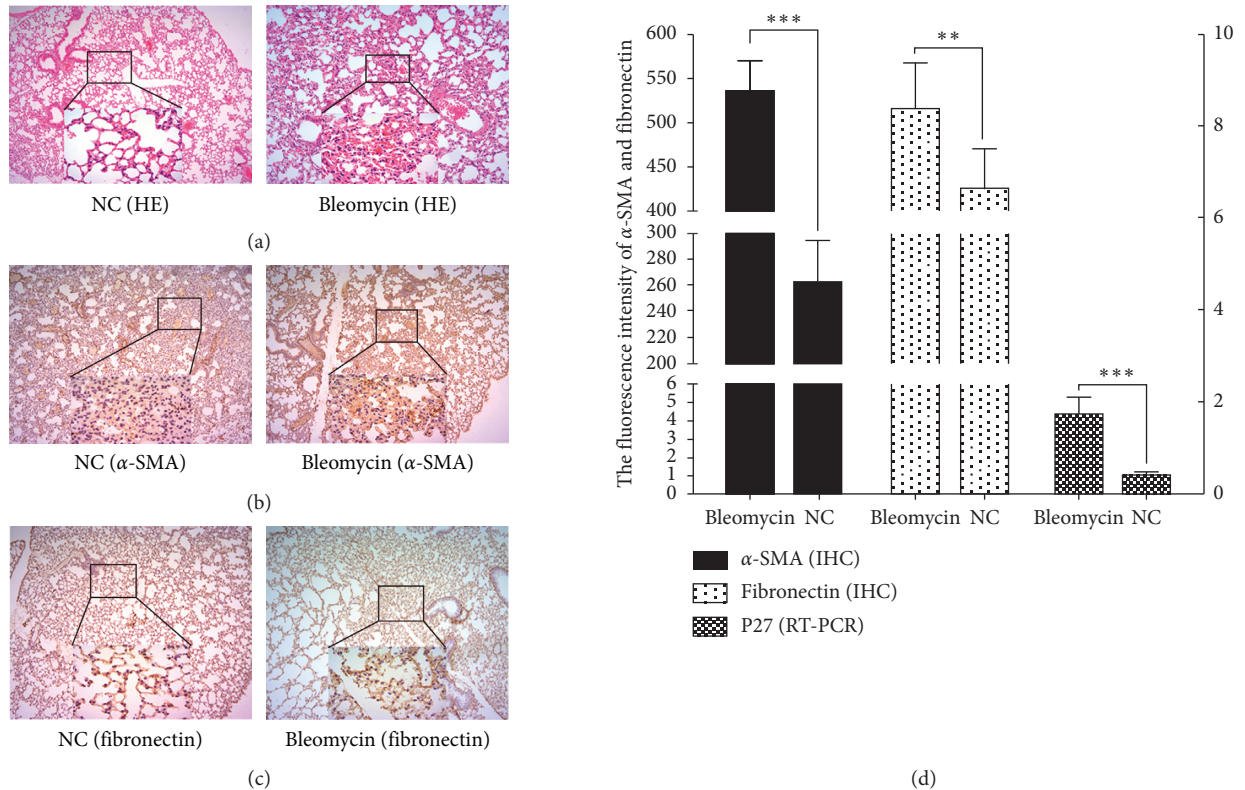 NC (HE)
Bleomycin (HE)
(a)
NC (α-SMA)
Bleomycin (α-SMA)
(b)
NC (fibronectin)
Bleomycin (fibronectin)
(c)
The fluorescence intensity of α-SMA and fibronectin
600
550
500
450
400
300
280
260
240
220
200
6
5
4
3
2
1
0
***
**
***
10
8
6
4
2
0
Bleomycin NC
Bleomycin NC
Bleomycin NC
α-SMA (IHC)
Fibronectin (IHC)
P27 (RT-PCR)
(d)